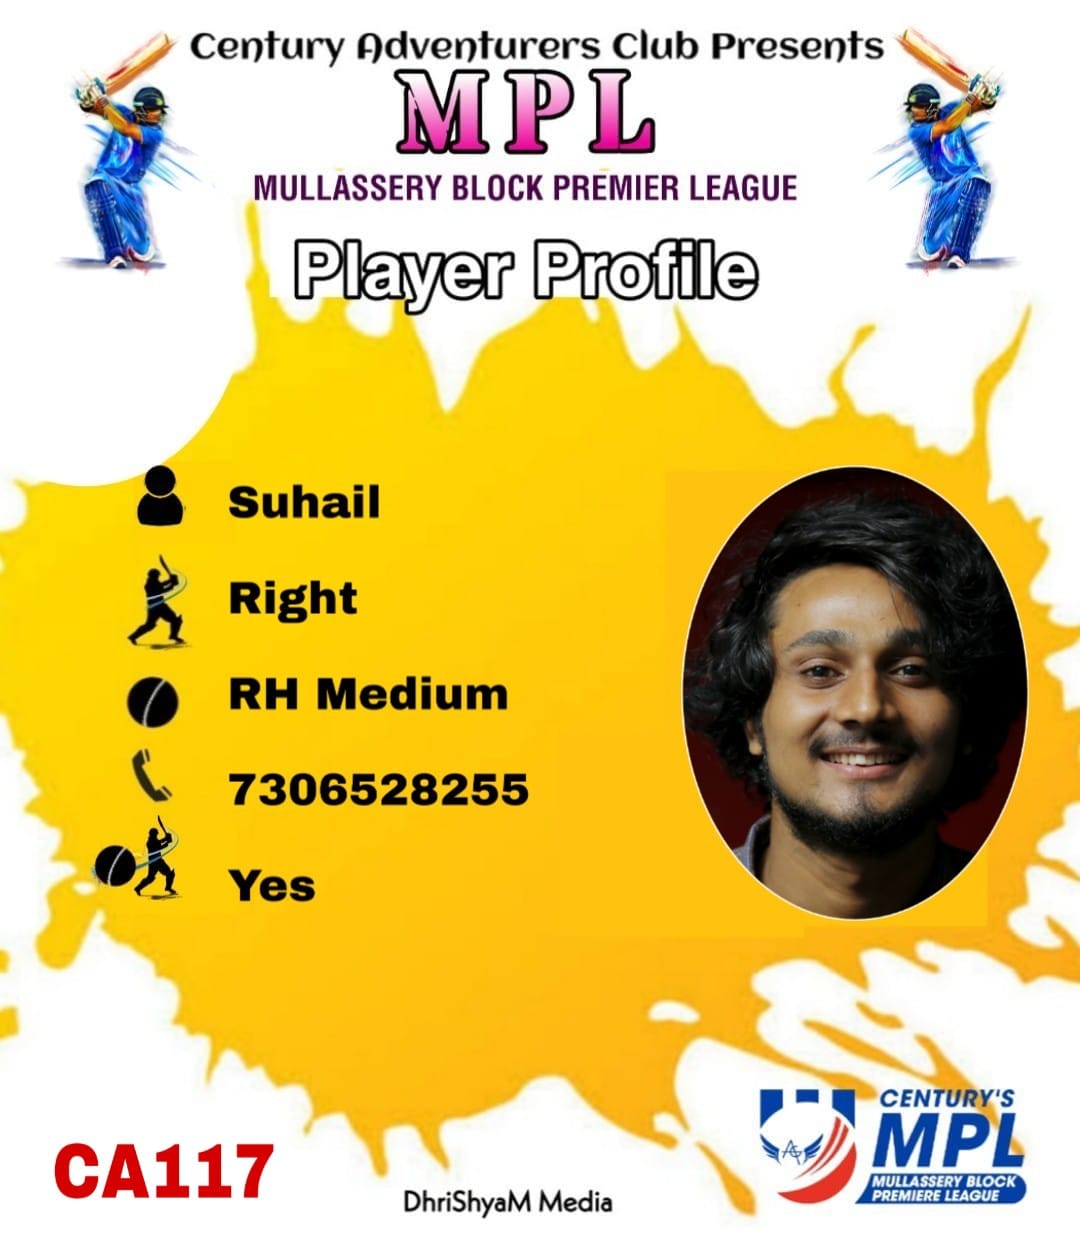 Century Adventurers Club Presents
MPL
MULLASSERY BLOCK PREMIER LEAGUE
Player Profile
Suhail
Right
RH Medium
7306528255
Yes
CA117
DhriShyaM Media
CENTURY'S
MPL
MULLASSERY BLOCK
PREMIERE LEAGUE